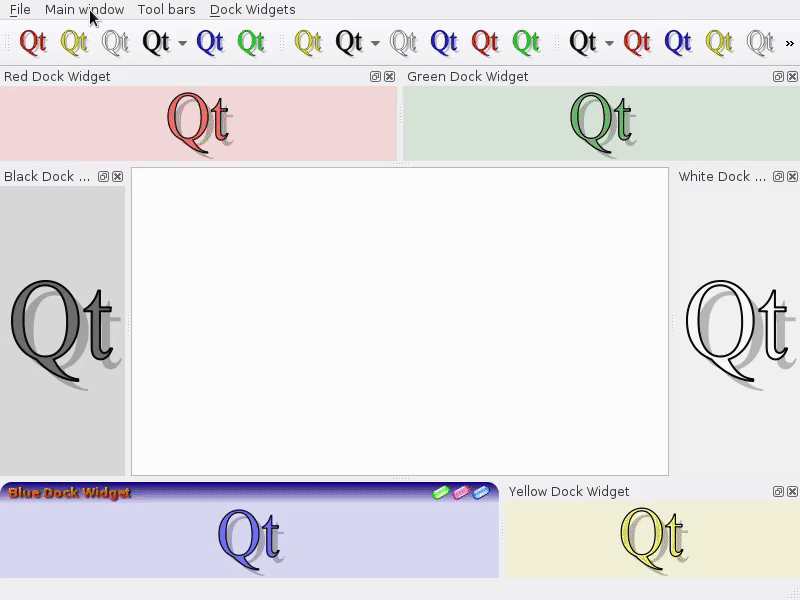 File Main window Tool bars Dock Widgets
Qt Qt Qt Qt Qt Qt Qt Qt Qt Qt Qt Qt Qt Qt Qt Qt Qt »
Red Dock Widget Green Dock Widget
Qt Qt
Black Dock ... White Dock ...
Qt Qt
Blue Dock Widget Yellow Dock Widget
Qt Qt